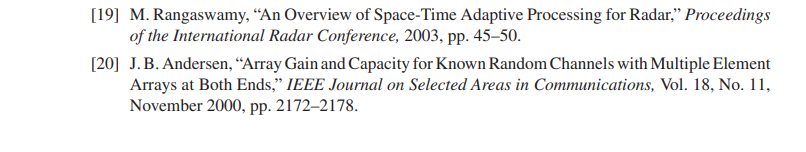 [19] M. Rangaswamy, “An Overview of Space-Time Adaptive Processing for Radar,” Proceedings
of the International Radar Conference, 2003, pp. 45–50.
[20] J. B. Andersen, “Array Gain and Capacity for Known Random Channels with Multiple Element
Arrays at Both Ends,” IEEE Journal on Selected Areas in Communications, Vol. 18, No. 11,
November 2000, pp. 2172–2178.